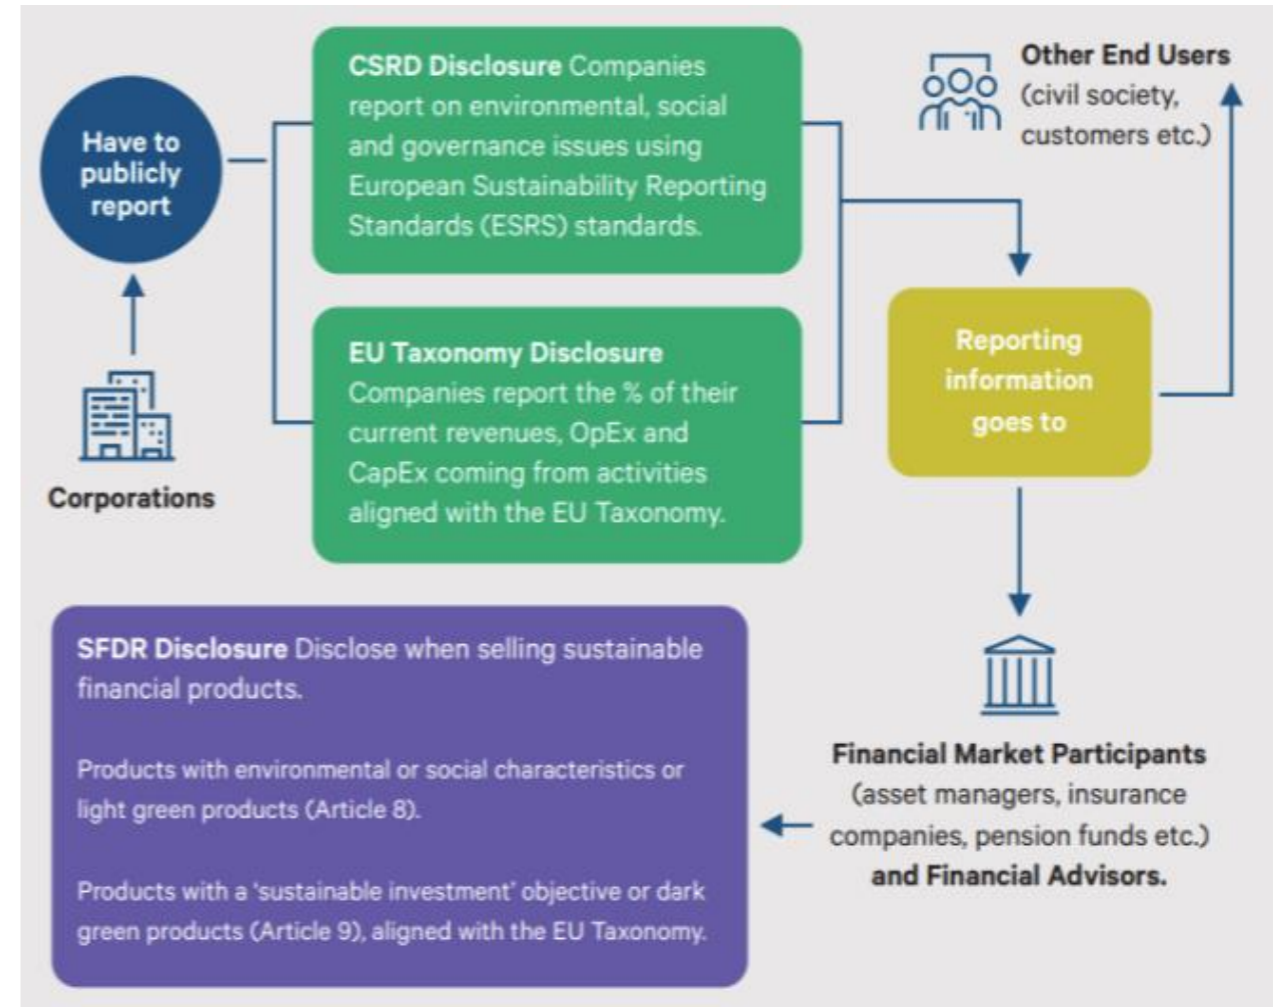 Have to
publicly
report
Corporations
CSRD Disclosure Companies
report on environmental, social
and governance issues using
European Sustainability Reporting
Standards (ESRS) standards.
EU Taxonomy Disclosure
Companies report the % of their
current revenues, OpEx and
CapEx coming from activities
aligned with the EU Taxonomy.
Other End Users
(civil society,
customers etc.)
Reporting
information
goes to
Financial Market Participants
(asset managers, insurance
companies, pension funds etc.)
and Financial Advisors.
SFDR Disclosure Disclose when selling sustainable
financial products.
Products with environmental or social characteristics or
light green products (Article 8).
Products with a ‘sustainable investment’ objective or dark
green products (Article 9), aligned with the EU Taxonomy.